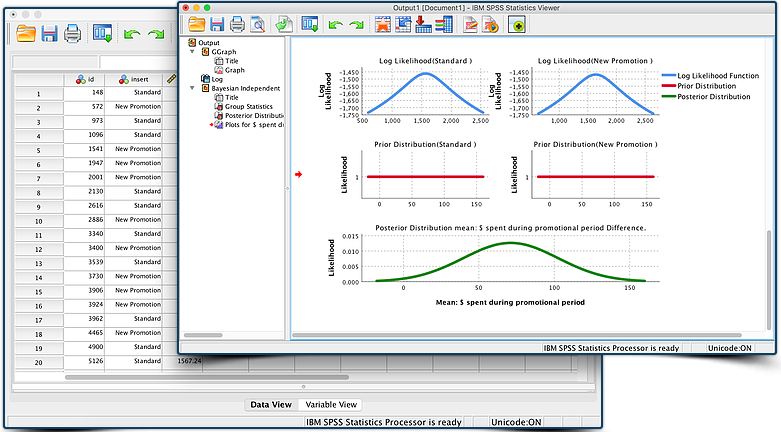 Output1 [Document1] – IBM SPSS Statistics Viewer
Output
GGraph
Title
Graph
Log
Bayesian Independent
Title
Group Statistics
Posterior Distributi
Plots for $ spent du
Log Likelihood(Standard )
Log Likelihood(New Promotion )
Log Likelihood
-1,450
-1,500
-1,550
-1,600
-1,650
-1,700
-1,750
500 1,000 1,500 2,000 2,500
Log Likelihood
-1,450
-1,500
-1,550
-1,600
-1,650
-1,700
-1,750
1,000 1,500 2,000 2,500
Log Likelihood Function
Prior Distribution
Posterior Distribution
Prior Distribution(Standard )
Prior Distribution(New Promotion )
Likelihood
1
0 50 100 150
Likelihood
1
0 50 100 150
Posterior Distribution mean: $ spent during promotional period Difference.
Likelihood
0.015
0.010
0.005
0.000
0 50 100 150
Mean: $ spent during promotional period
IBM SPSS Statistics Processor is ready Unicode:ON
id insert
1 148 Standard
2 572 New Promotion
3 973 Standard
4 1096 Standard
5 1541 New Promotion
6 1947 New Promotion
7 2001 New Promotion
8 2130 Standard
9 2616 Standard
10 2886 New Promotion
11 3340 Standard
12 3400 New Promotion
13 3539 Standard
14 3730 New Promotion
15 3906 New Promotion
16 3924 New Promotion
17 3962 Standard
18 4465 New Promotion
19 4900 Standard
20 5126 Standard 1567.24
Data View Variable View
IBM SPSS Statistics Processor is ready Unicode:ON